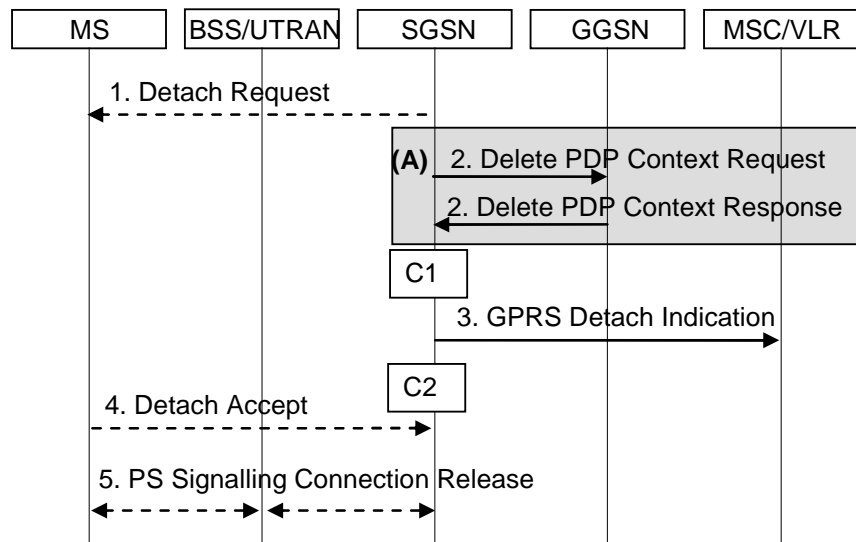 MS BSS/UTRAN SGSN GGSN MSC/VLR
1. Detach Request
(A) 2. Delete PDP Context Request
2. Delete PDP Context Response
C1
3. GPRS Detach Indication
C2
4. Detach Accept
5. PS Signalling Connection Release